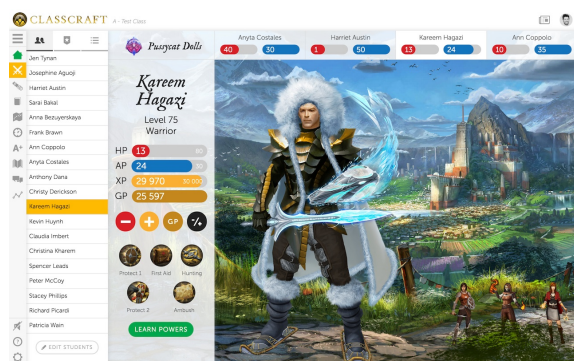 CLASSCRAFT A - Test Class
Jen Tynan
Josephine Aguoji
Harriet Austin
Sarai Bakal
Anna Bezuyerskaya
Frank Brawn
Ann Coppolo
Anyta Costales
Anthony Dana
Christy Derickson
Kareem Hagazi
Kevin Huynh
Claudia Imbert
Christina Kharem
Spencer Leads
Peter McCoy
Stacey Phillips
Richard Picardi
Patricia Wain
EDIT STUDENTS
A+
Pussycat Dolls
Anyta Costales
40 30
Harriet Austin
1 50
Kareem Hagazi
13 24
Ann Coppolo
10 35
Kareem
Hagazi
Level 75
Warrior
HP 13 80
AP 24 30
XP 29 970 30 000
GP 25 597
GP
Protect 1 First Aid Hunting
Protect 2 Ambush
LEARN POWERS